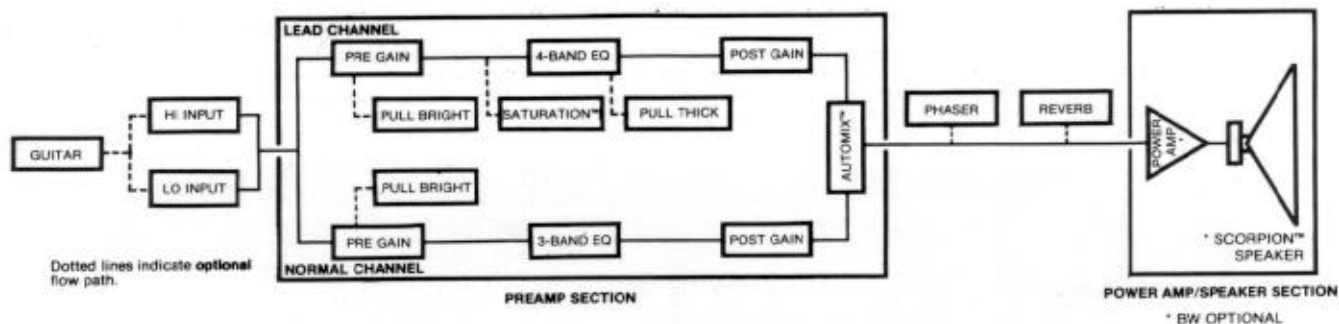 LEAD CHANNEL
PRE GAIN
4-BAND EQ
POST GAIN
PULL BRIGHT
SATURATION™
PULL THICK
HI INPUT
GUITAR
LO INPUT
AUTOMIX™
PHASER
REVERB
POWER
AMP
* SCORPION™
SPEAKER
PULL BRIGHT
PRE GAIN
3-BAND EQ
POST GAIN
NORMAL CHANNEL
Dotted lines indicate optional
flow path.
PREAMP SECTION
POWER AMP/SPEAKER SECTION
* BW OPTIONAL